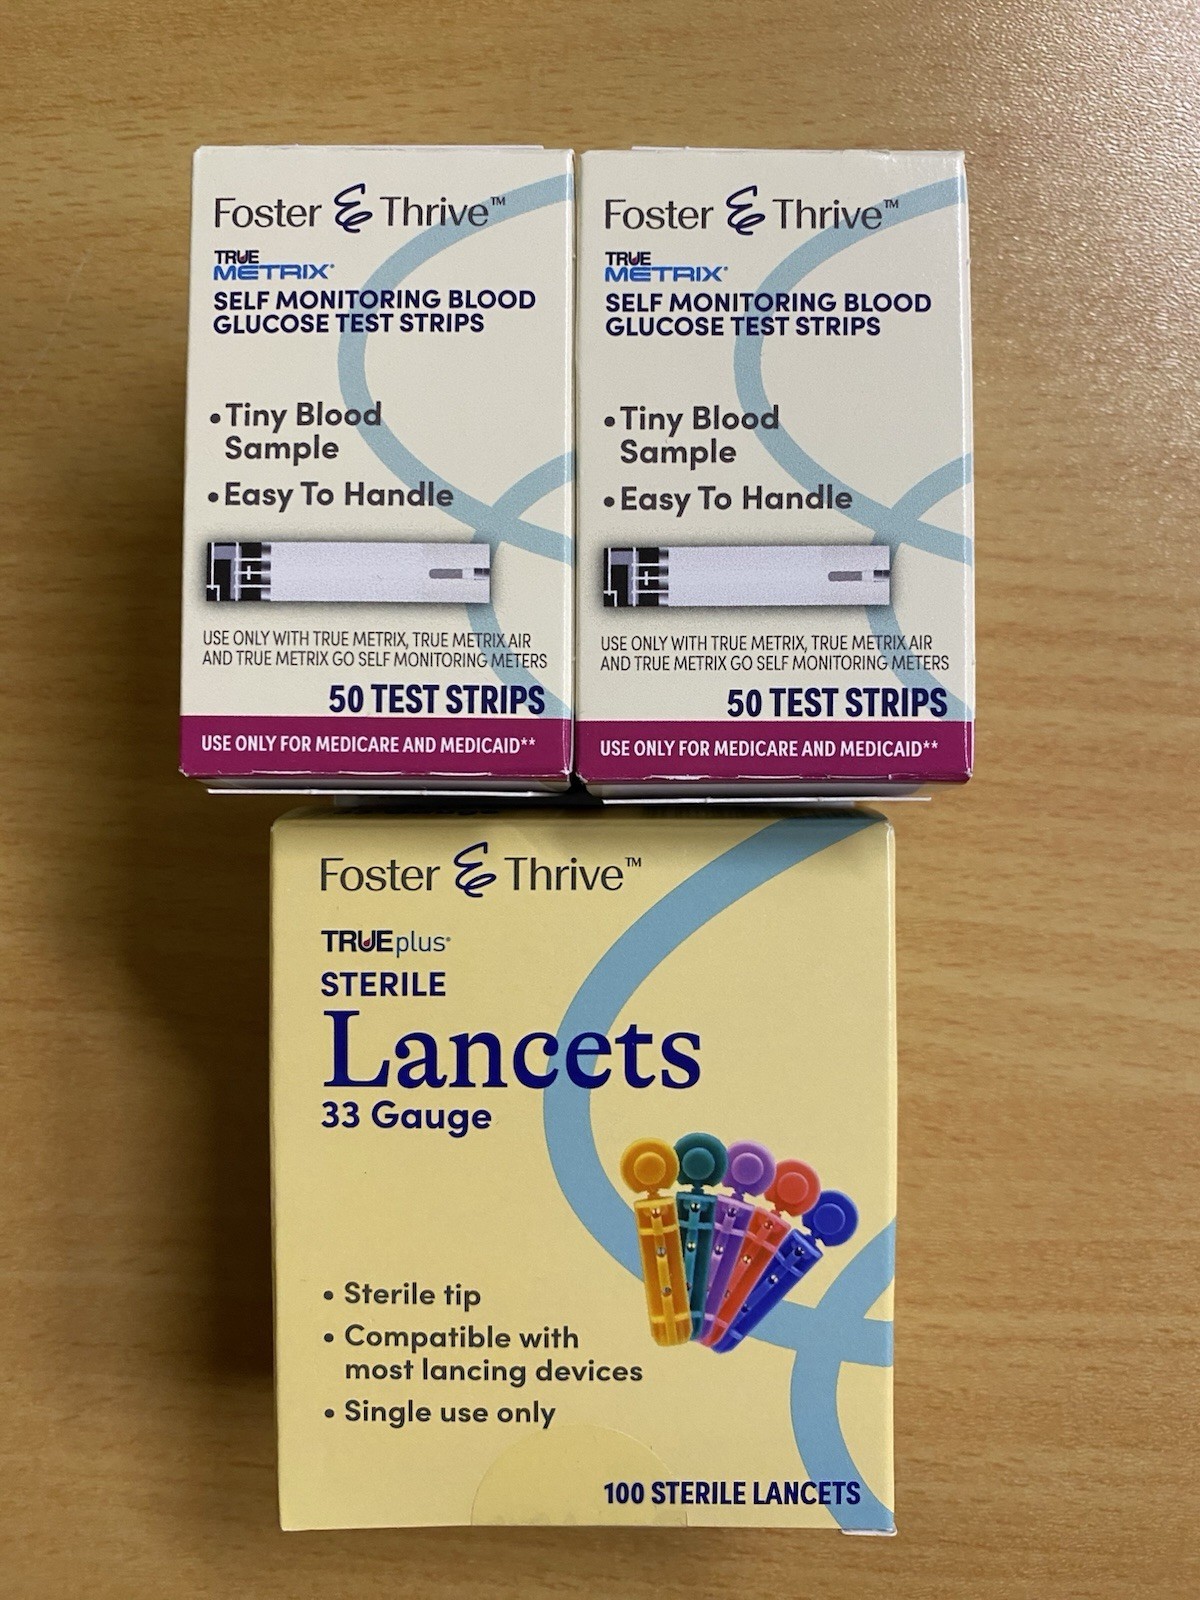 Foster & Thrive™
TRUE
METRIX®
SELF MONITORING BLOOD
GLUCOSE TEST STRIPS
•Tiny Blood
Sample
•Easy To Handle
USE ONLY WITH TRUE METRIX, TRUE METRIX AIR
AND TRUE METRIX GO SELF MONITORING METERS
50 TEST STRIPS
USE ONLY FOR MEDICARE AND MEDICAID**
Foster & Thrive™
TRUE
METRIX®
SELF MONITORING BLOOD
GLUCOSE TEST STRIPS
•Tiny Blood
Sample
•Easy To Handle
USE ONLY WITH TRUE METRIX, TRUE METRIX AIR
AND TRUE METRIX GO SELF MONITORING METERS
50 TEST STRIPS
USE ONLY FOR MEDICARE AND MEDICAID**
Foster & Thrive™
TRUEplus®
STERILE
Lancets
33 Gauge
• Sterile tip
• Compatible with
most lancing devices
• Single use only
100 STERILE LANCETS